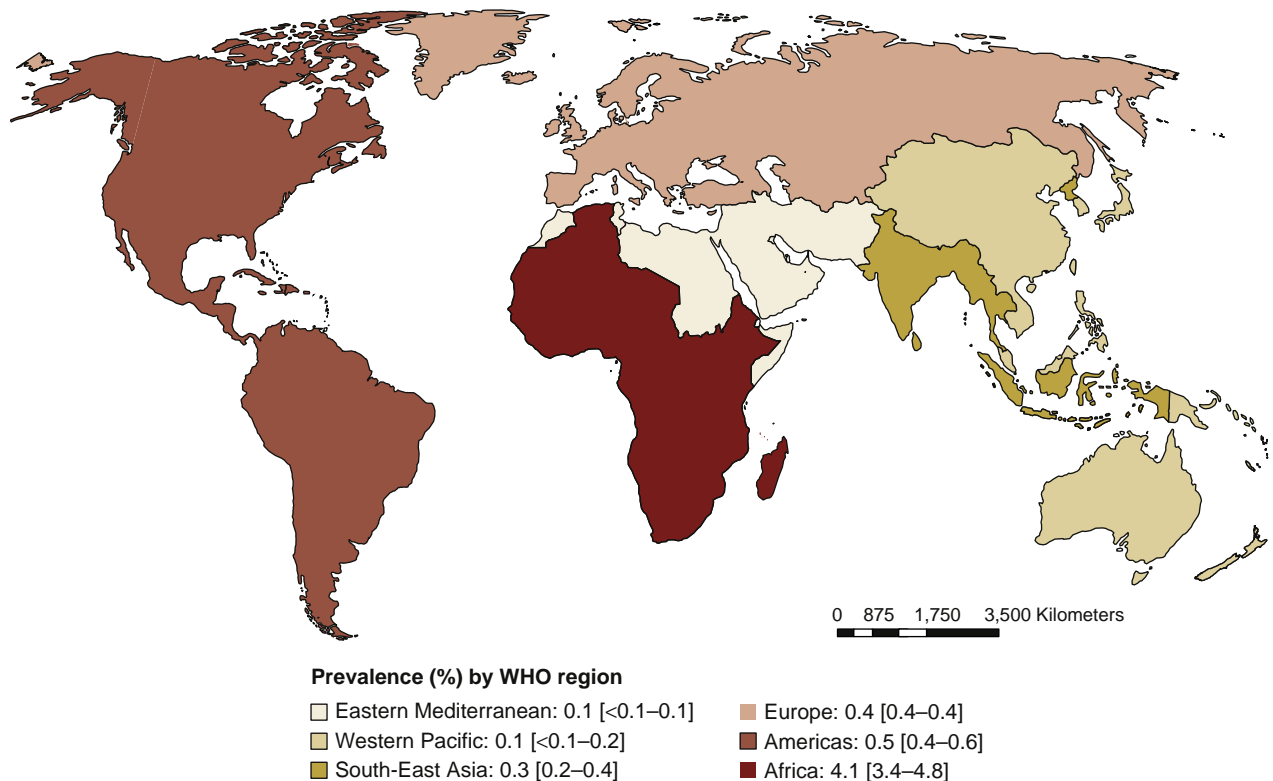 0 875 1,750 3,500 Kilometers
Prevalence (%) by WHO region
Eastern Mediterranean: 0.1 [<0.1–0.1]
Western Pacific: 0.1 [<0.1–0.2]
South-East Asia: 0.3 [0.2–0.4]
Europe: 0.4 [0.4–0.4]
Americas: 0.5 [0.4–0.6]
Africa: 4.1 [3.4–4.8]